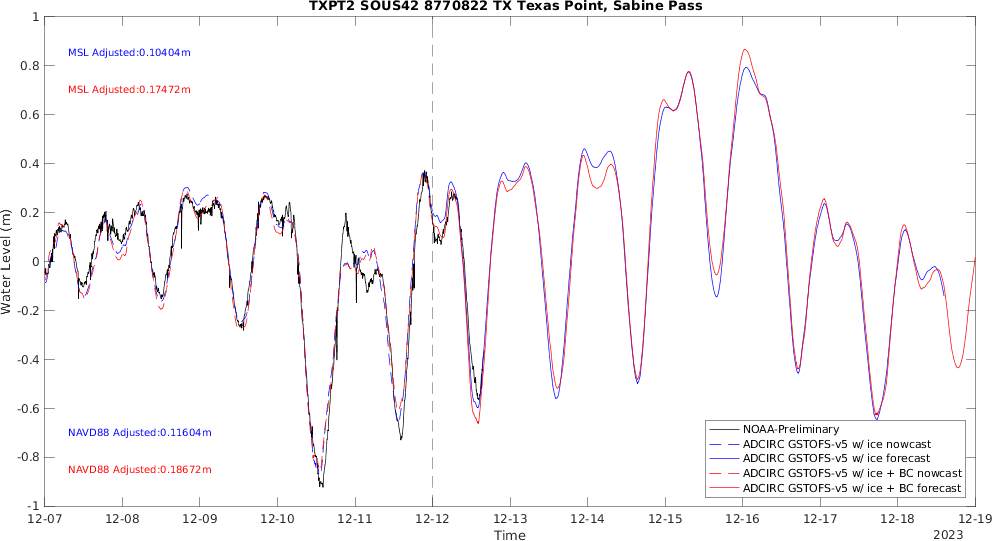 TXPT2 SOUS42 8770822 TX Texas Point, Sabine Pass
Water Level (m)
1
0.8
0.6
0.4
0.2
0
-0.2
-0.4
-0.6
-0.8
-1
MSL Adjusted:0.10404m
MSL Adjusted:0.17472m
NAVD88 Adjusted:0.11604m
NAVD88 Adjusted:0.18672m
NOAA-Preliminary
ADCIRC GSTOFS-v5 w/ ice nowcast
ADCIRC GSTOFS-v5 w/ ice forecast
ADCIRC GSTOFS-v5 w/ ice + BC nowcast
ADCIRC GSTOFS-v5 w/ ice + BC forecast
12-07 12-08 12-09 12-10 12-11 12-12 12-13 12-14 12-15 12-16 12-17 12-18 12-19
Time
2023